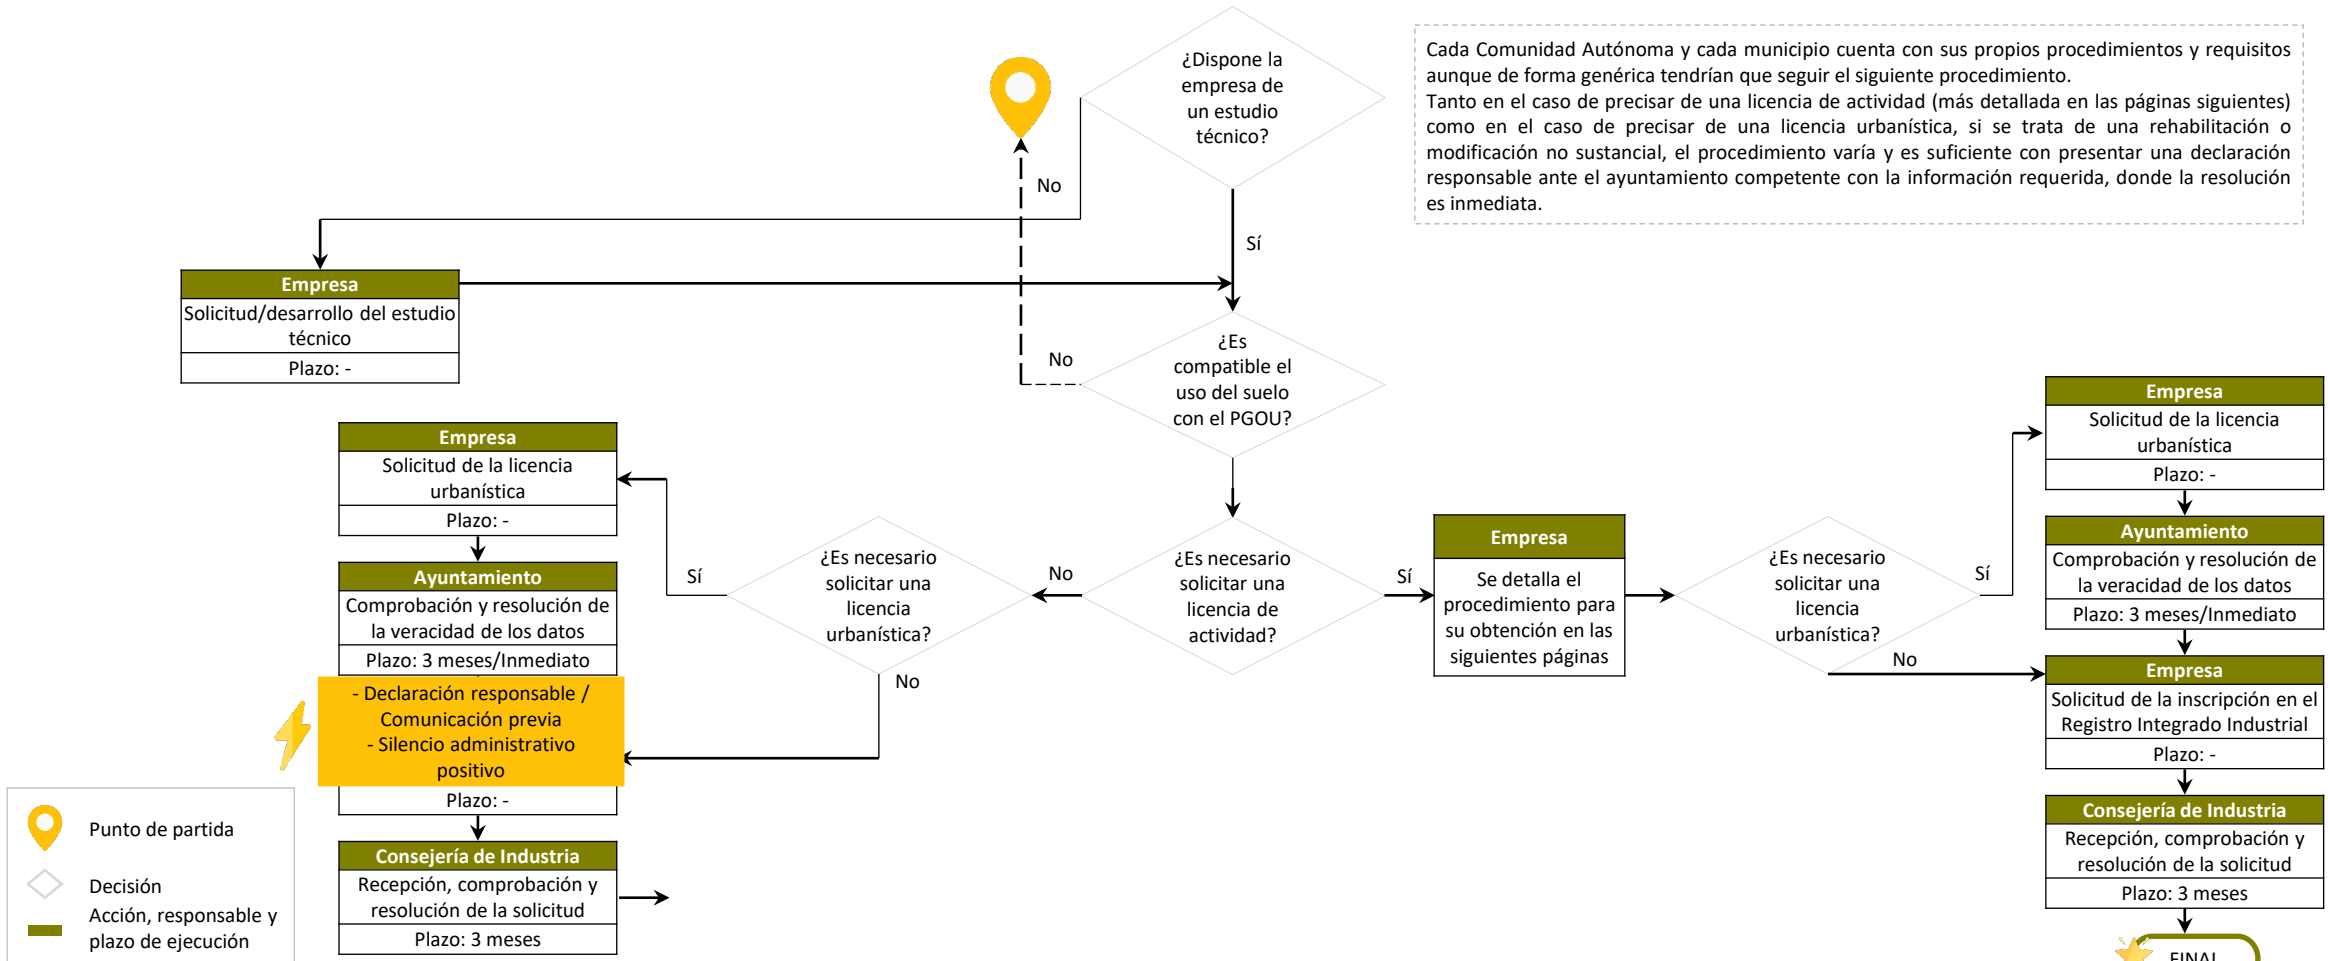 ¿Dispone la
empresa de
un estudio
técnico?
Cada Comunidad Autónoma y cada municipio cuenta con sus propios procedimientos y requisitos
aunque de forma genérica tendrían que seguir el siguiente procedimiento.
Tanto en el caso de precisar de una licencia de actividad (más detallada en las páginas siguientes)
como en el caso de precisar de una licencia urbanística, si se trata de una rehabilitación o
modificación no sustancial, el procedimiento varía y es suficiente con presentar una declaración
responsable ante el ayuntamiento competente con la información requerida, donde la resolución
es inmediata.
No
Sí
Empresa
Solicitud/desarrollo del estudio
técnico
Plazo: -
¿Es
compatible el
uso del suelo
con el PGOU?
No
Empresa
Solicitud de la licencia
urbanística
Plazo: -
Ayuntamiento
Comprobación y resolución de
la veracidad de los datos
Plazo: 3 meses/Inmediato
- Declaración responsable /
Comunicación previa
- Silencio administrativo
positivo
Plazo: -
Consejería de Industria
Recepción, comprobación y
resolución de la solicitud
Plazo: 3 meses
Sí
¿Es necesario
solicitar una
licencia
urbanística?
No
No
¿Es necesario
solicitar una
licencia de
actividad?
Sí
Empresa
Se detalla el
procedimiento para
su obtención en las
siguientes páginas
¿Es necesario
solicitar una
licencia
urbanística?
Sí
No
Empresa
Solicitud de la licencia
urbanística
Plazo: -
Ayuntamiento
Comprobación y resolución de
la veracidad de los datos
Plazo: 3 meses/Inmediato
Empresa
Solicitud de la inscripción en el
Registro Integrado Industrial
Plazo: -
Consejería de Industria
Recepción, comprobación y
resolución de la solicitud
Plazo: 3 meses
FINAL
Punto de partida
Decisión
Acción, responsable y
plazo de ejecución